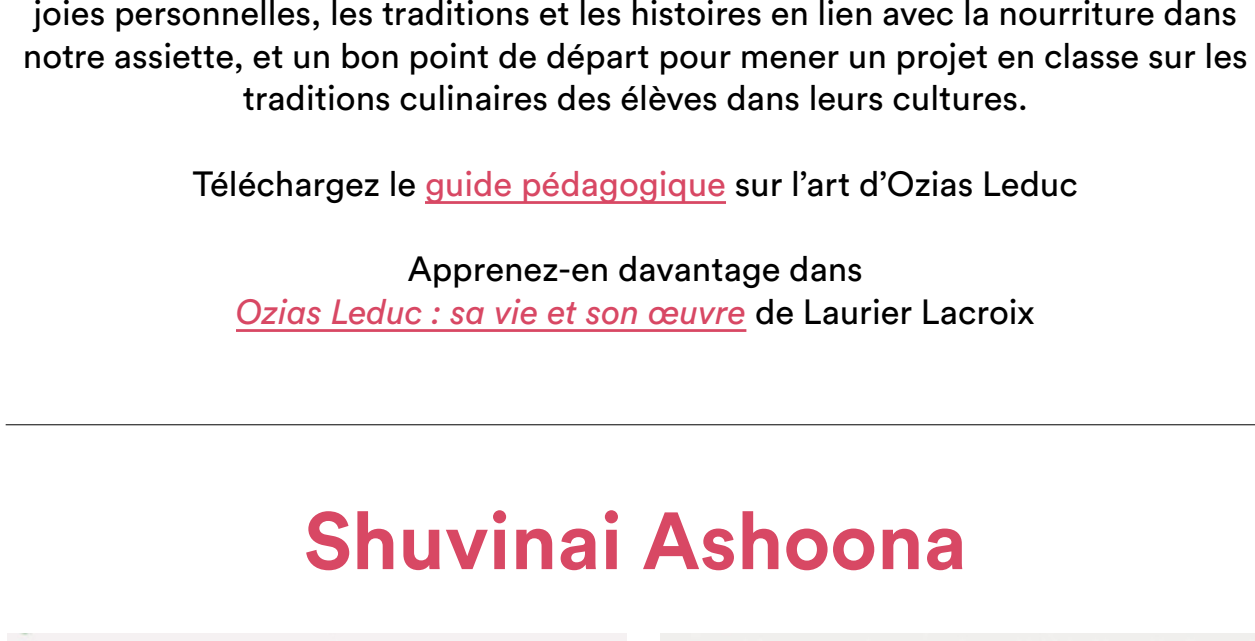 joies personnelles, les traditions et les histoires en lien avec la nourriture dans
notre assiette, et un bon point de départ pour mener un projet en classe sur les
traditions culinaires des élèves dans leurs cultures.
Téléchargez le guide pédagogique sur l’art d’Ozias Leduc
Apprenez-en davantage dans
Ozias Leduc : sa vie et son œuvre de Laurier Lacroix
Shuvinai Ashoona